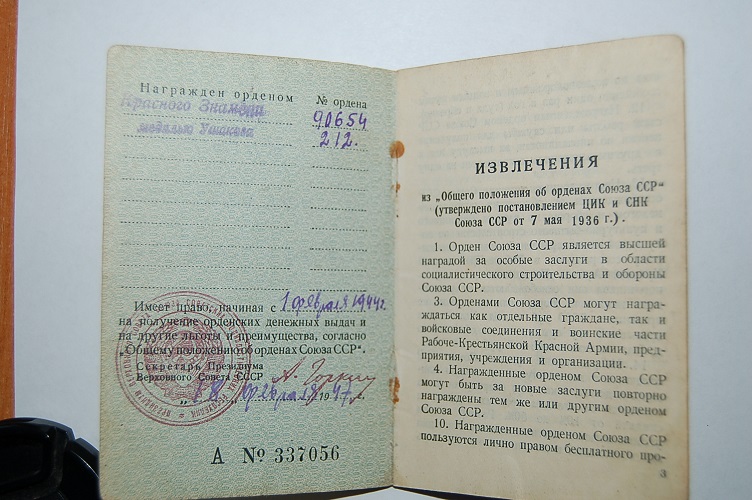 Награжден орденом
№ ордена
Красного Знамени
90654
медалью Ушакова
212.
Имеет право, начиная с 1 февраля 1944г.
на получение орденских денежных выдач и
на другие льготы и преимущества, согласно
„Общему положению об орденах Союза ССР“.
Секретарь Президиума
Верховного Совета СССР
А. Горкин
„18“ февраля 1947 г.
А № 337056
ИЗВЛЕЧЕНИЯ
из „Общего положения об орденах Союза ССР“
(утверждено постановлением ЦИК и СНК
Союза ССР от 7 мая 1936 г.).
1. Орден Союза ССР является высшей
наградой за особые заслуги в области
социалистического строительства и обороны
Союза ССР.
3. Орденами Союза ССР могут награ-
ждаться как отдельные граждане, так и
войсковые соединения и воинские части
Рабоче-Крестьянской Красной Армии, пред-
приятия, учреждения и организации.
4. Награжденные орденом Союза ССР
могут быть за новые заслуги повторно
награждены тем же или другим орденом
Союза ССР.
10. Награжденные орденом Союза ССР
пользуются лично правом бесплатного про-
3